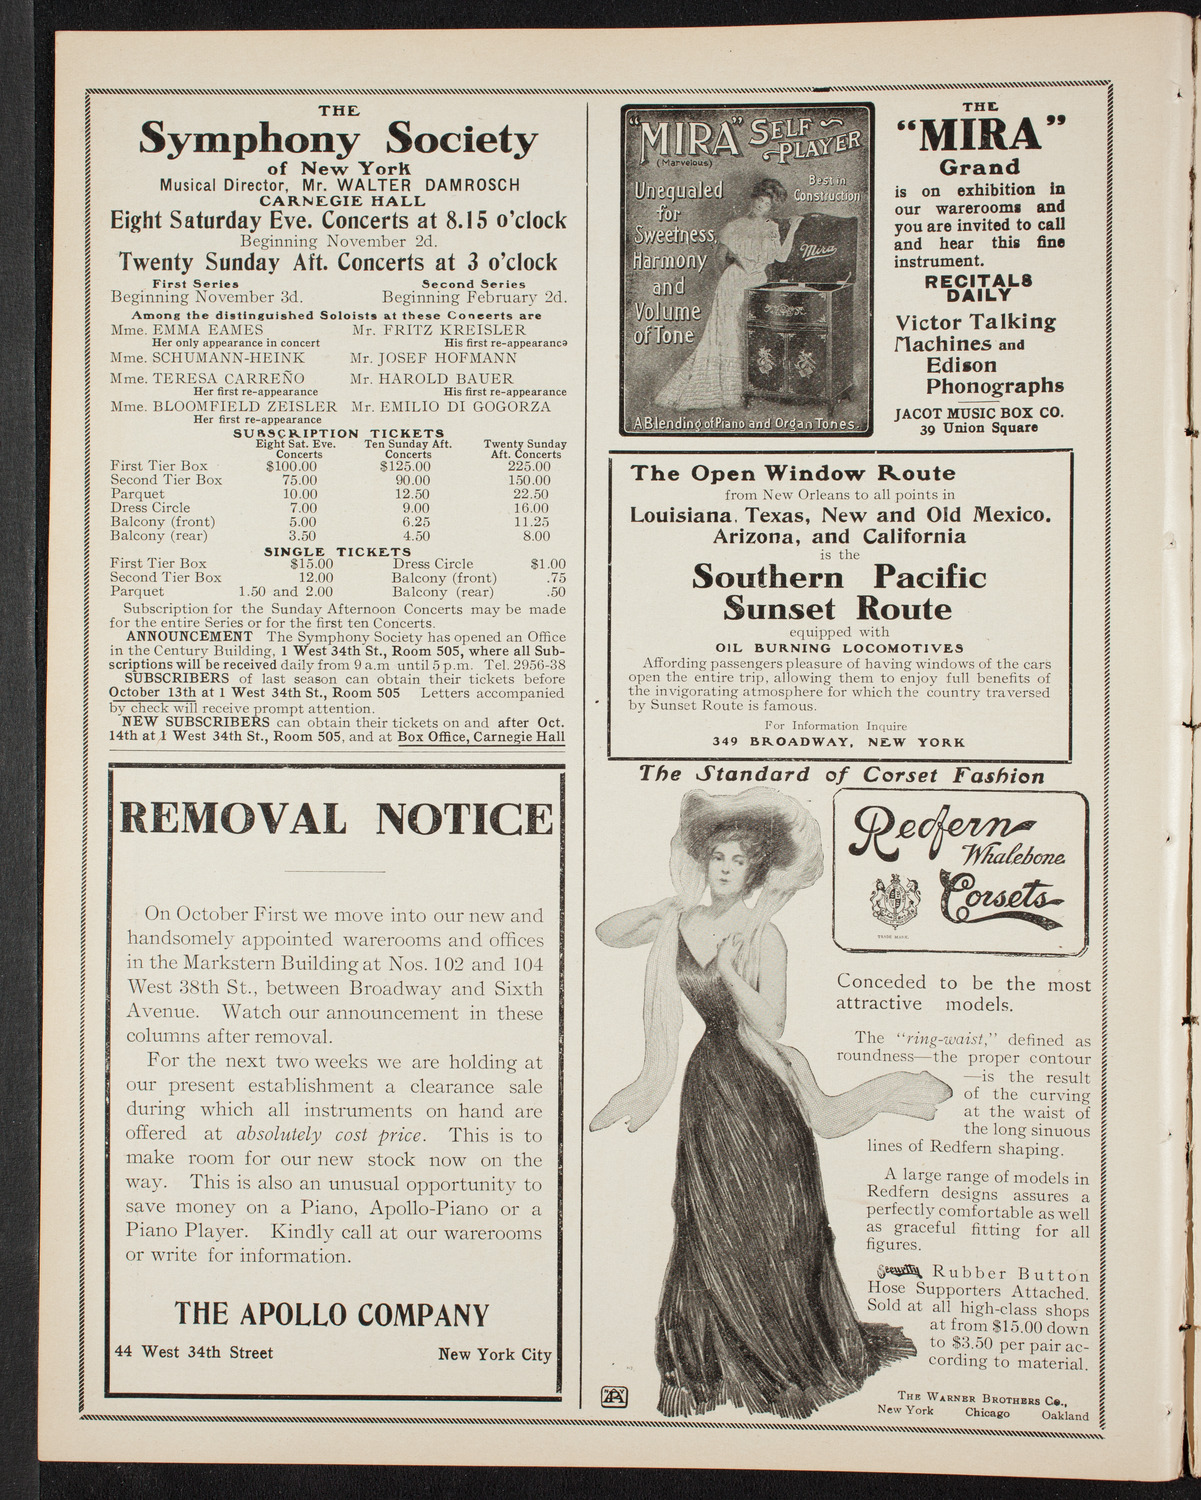 THE
Symphony Society
of New York
Musical Director, Mr. WALTER DAMROSCH
CARNEGIE HALL
Eight Saturday Eve. Concerts at 8.15 o'clock
Beginning November 2d.
Twenty Sunday Aft. Concerts at 3 o'clock
First Series Second Series
Beginning November 3d. Beginning February 2d.
Among the distinguished Soloists at these Concerts are
Mme. EMMA EAMES Mr. FRITZ KREISLER
Her only appearance in concert His first re-appearance
Mme. SCHUMANN-HEINK Mr. JOSEF HOFMANN
Mme. TERESA CARREÑO Mr. HAROLD BAUER
Her first re-appearance His first re-appearance
Mme. BLOOMFIELD ZEISLER Mr. EMILIO DI GOGORZA
Her first re-appearance
SUBSCRIPTION TICKETS
Eight Sat. Eve. Ten Sunday Aft. Twenty Sunday
Concerts Concerts Aft. Concerts
First Tier Box $100.00 $125.00 225.00
Second Tier Box 75.00 90.00 150.00
Parquet 10.00 12.50 22.50
Dress Circle 7.00 9.00 16.00
Balcony (front) 5.00 6.25 11.25
Balcony (rear) 3.50 4.50 8.00
SINGLE TICKETS
First Tier Box $15.00 Dress Circle $1.00
Second Tier Box 12.00 Balcony (front) .75
Parquet 1.50 and 2.00 Balcony (rear) .50
Subscription for the Sunday Afternoon Concerts may be made
for the entire Series or for the first ten Concerts.
ANNOUNCEMENT The Symphony Society has opened an Office
in the Century Building, 1 West 34th St., Room 505, where all Sub-
scriptions will be received daily from 9 a.m until 5 p.m. Tel. 2956-38
SUBSCRIBERS of last season can obtain their tickets before
October 13th at 1 West 34th St., Room 505 Letters accompanied
by check will receive prompt attention.
NEW SUBSCRIBERS can obtain their tickets on and after Oct.
14th at 1 West 34th St., Room 505, and at Box Office, Carnegie Hall
REMOVAL NOTICE
On October First we move into our new and
handsomely appointed warerooms and offices
in the Markstern Building at Nos. 102 and 104
West 38th St., between Broadway and Sixth
Avenue. Watch our announcement in these
columns after removal.
For the next two weeks we are holding at
our present establishment a clearance sale
during which all instruments on hand are
offered at absolutely cost price. This is to
make room for our new stock now on the
way. This is also an unusual opportunity to
save money on a Piano, Apollo-Piano or a
Piano Player. Kindly call at our warerooms
or write for information.
THE APOLLO COMPANY
44 West 34th Street New York City
"MIRA" SELF PLAYER
(Marvelous)
Unequaled
for
Sweetness,
Harmony
and
Volume
of Tone
Best in
Construction
Mira
A Blending of Piano and Organ Tones.
THE
"MIRA"
Grand
is on exhibition in
our warerooms and
you are invited to call
and hear this fine
instrument.
RECITALS
DAILY
Victor Talking
Machines and
Edison
Phonographs
JACOT MUSIC BOX CO.
39 Union Square
The Open Window Route
from New Orleans to all points in
Louisiana, Texas, New and Old Mexico.
Arizona, and California
is the
Southern Pacific
Sunset Route
equipped with
OIL BURNING LOCOMOTIVES
Affording passengers pleasure of having windows of the cars
open the entire trip, allowing them to enjoy full benefits of
the invigorating atmosphere for which the country traversed
by Sunset Route is famous.
For Information Inquire
349 BROADWAY, NEW YORK
The Standard of Corset Fashion
Redfern
Whalebone
Corsets
TRADE MARK.
Conceded to be the most
attractive models.
The "ring-waist," defined as
roundness—the proper contour
—is the result
of the curving
at the waist of
the long sinuous
lines of Redfern shaping.
A large range of models in
Redfern designs assures a
perfectly comfortable as well
as graceful fitting for all
figures.
Security Rubber Button
Hose Supporters Attached.
Sold at all high-class shops
at from $15.00 down
to $3.50 per pair ac-
cording to material.
THE WARNER BROTHERS Co.,
New York Chicago Oakland